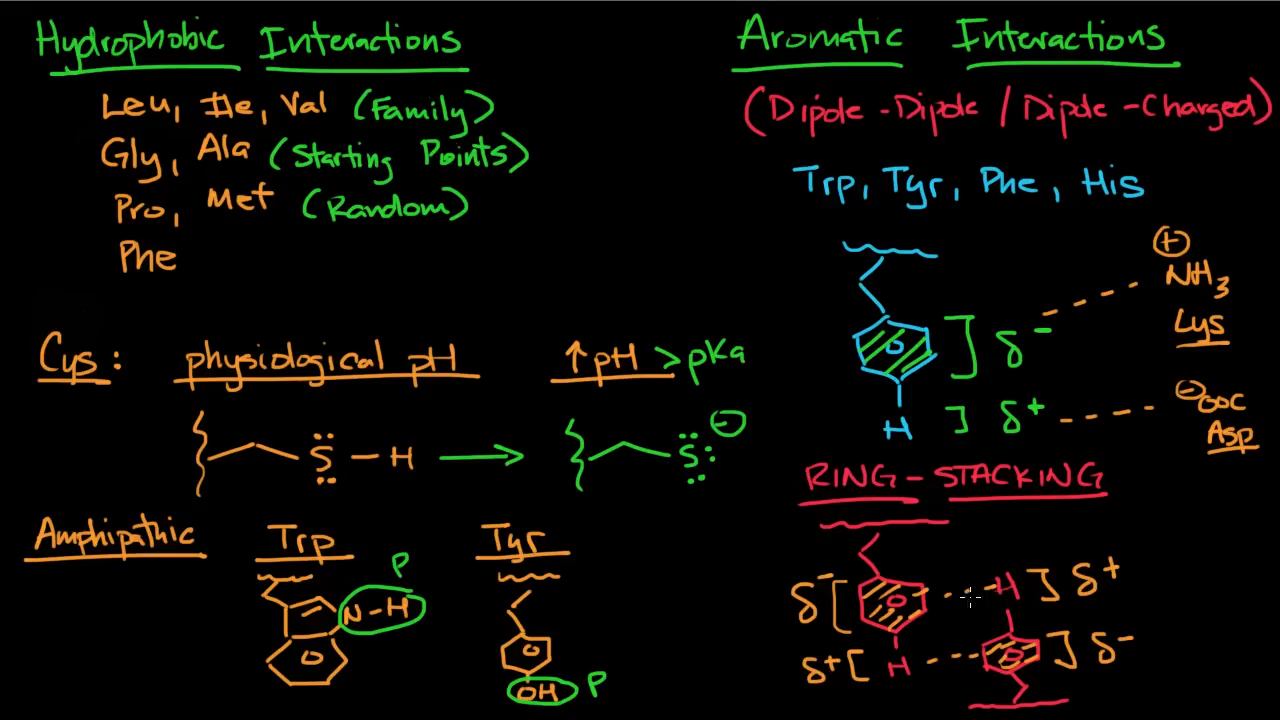 Hydrophobic Interactions
Leu, Ile, Val (Family)
Gly, Ala (Starting Points)
Pro, Met (Random)
Phe
Cys: physiological pH ↑pH > pKa
S̈ – H → S̈: ⊖
Amphipathic Trp Tyr
P
N–H
OH P
Aromatic Interactions
(Dipole-Dipole / Dipole-Charged)
Trp, Tyr, Phe, His
⊕
NH₃
Lys
] δ⁻
H ] δ⁺
⊖OOC
Asp
RING-STACKING
δ⁻ [ H ] δ⁺
δ⁺ [ H ] δ⁻